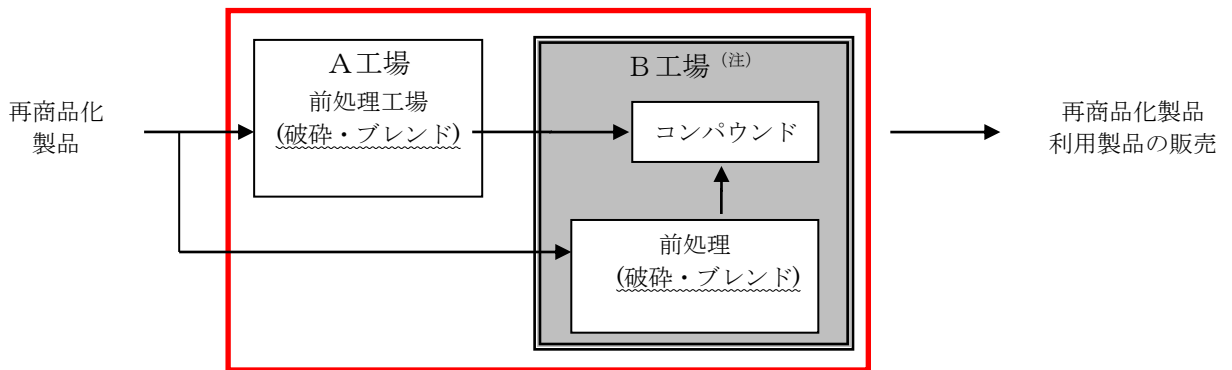 再商品化
製品
A工場
前処理工場
(破砕・ブレンド)
B工場（注）
コンパウンド
前処理
(破砕・ブレンド)
再商品化製品
利用製品の販売